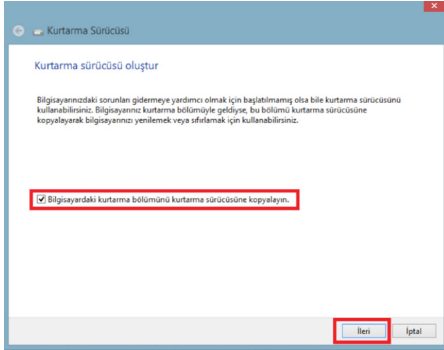 Kurtarma Sürücüsü
Kurtarma sürücüsü oluştur
Bilgisayarınızdaki sorunları gidermeye yardımcı olmak için başlatılmamış olsa bile kurtarma sürücüsünü
kullanabilirsiniz. Bilgisayarınız kurtarma bölümüyle geldiyse, bu bölümü kurtarma sürücüsüne
kopyalayarak bilgisayarınızı yenilemek veya sıfırlamak için kullanabilirsiniz.
Bilgisayardaki kurtarma bölümünü kurtarma sürücüsüne kopyalayın.
İleri İptal